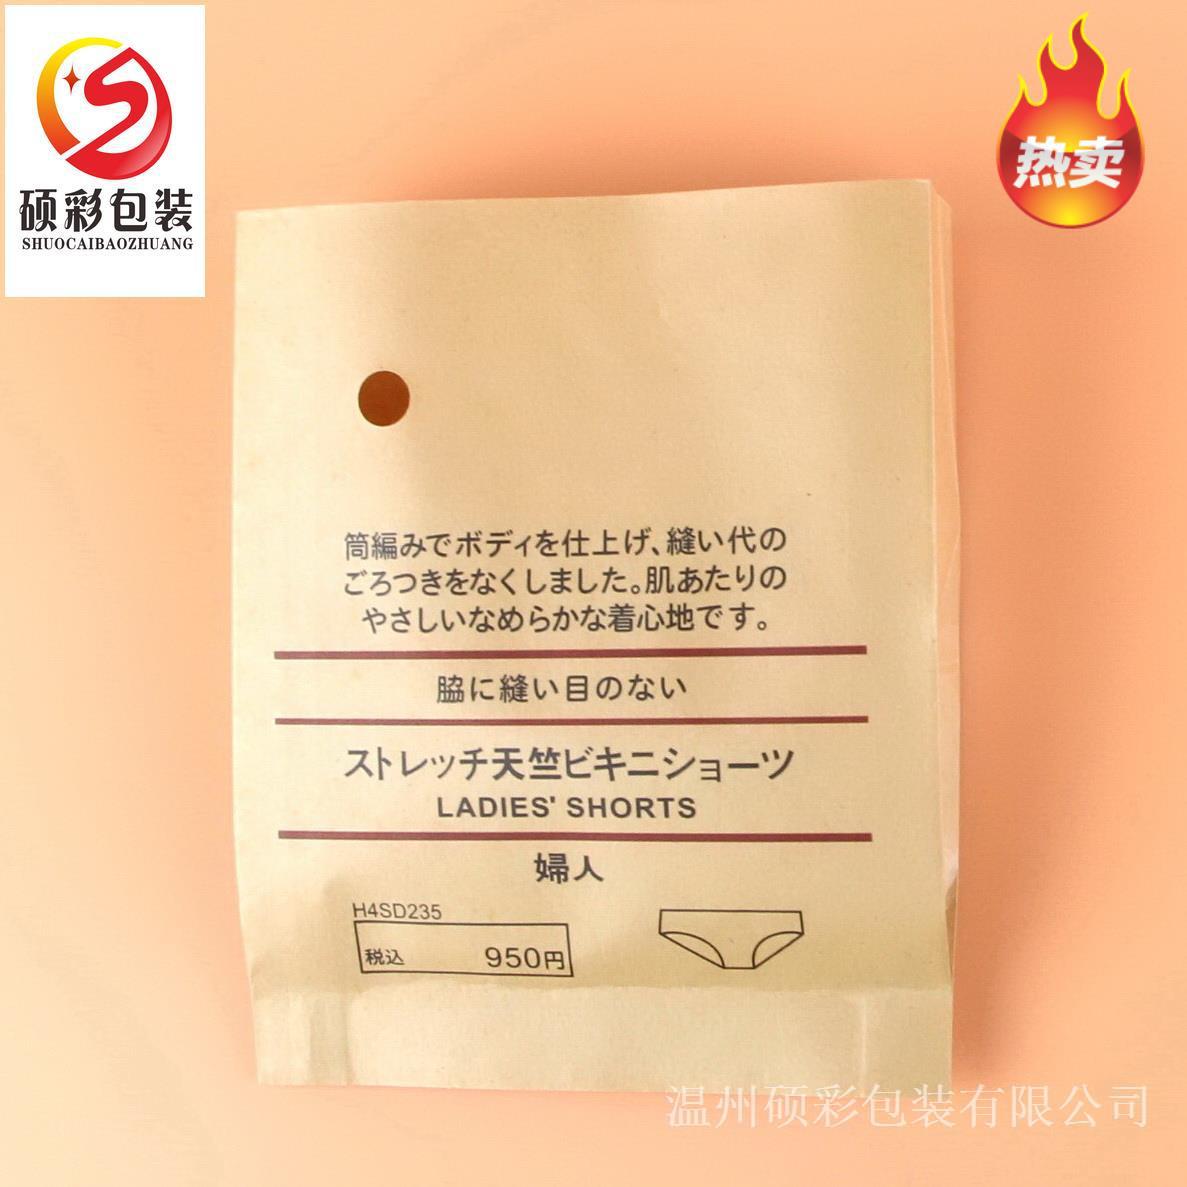 硕彩包装
SHUOCAIBAOZHUANG
热卖
筒編みでボディを仕上げ、縫い代の
ごろつきをなくしました。肌あたりの
やさしいなめらかな着心地です。
脇に縫い目のない
ストレッチ天竺ビキニショーツ
LADIES' SHORTS
婦人
H4SD235
税込 950円
温州硕彩包装有限公司